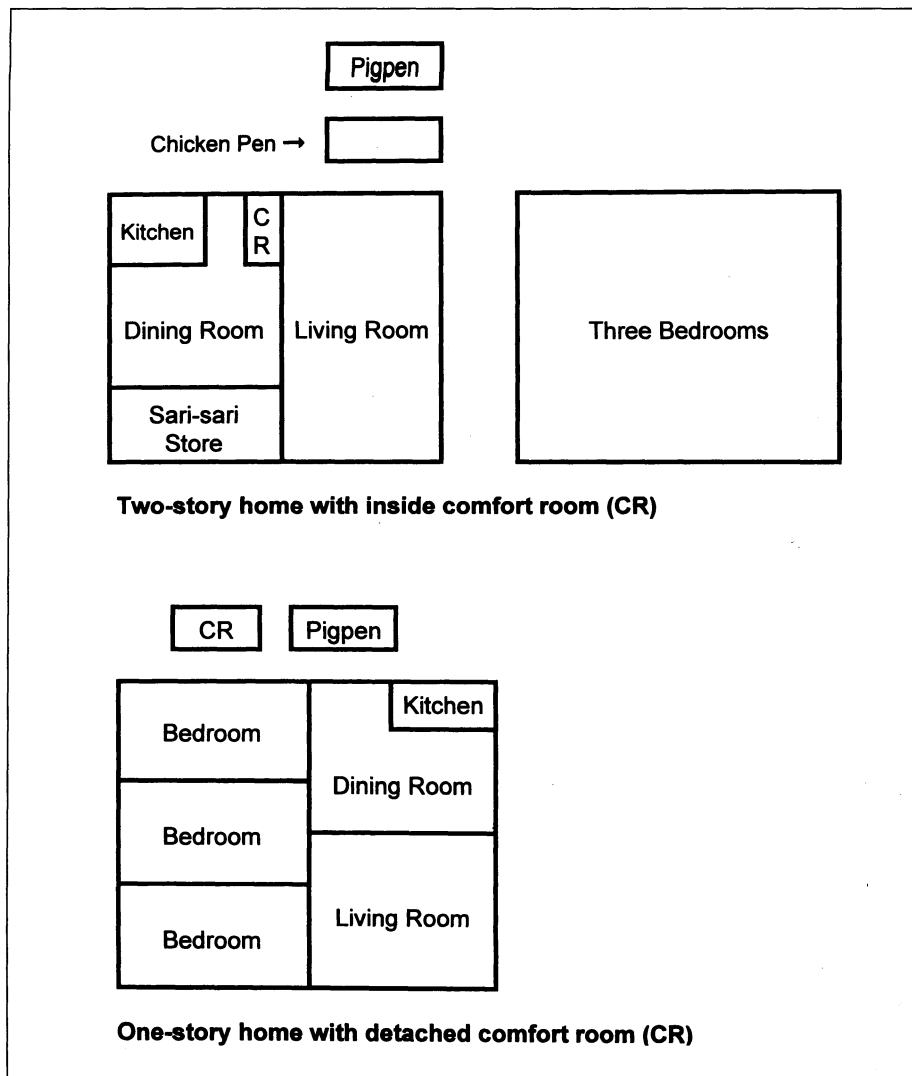 Pigpen
Chicken Pen →
Kitchen
C
R
Dining Room
Living Room
Three Bedrooms
Sari-sari
Store
Two-story home with inside comfort room (CR)
CR
Pigpen
Kitchen
Bedroom
Dining Room
Bedroom
Living Room
Bedroom
One-story home with detached comfort room (CR)